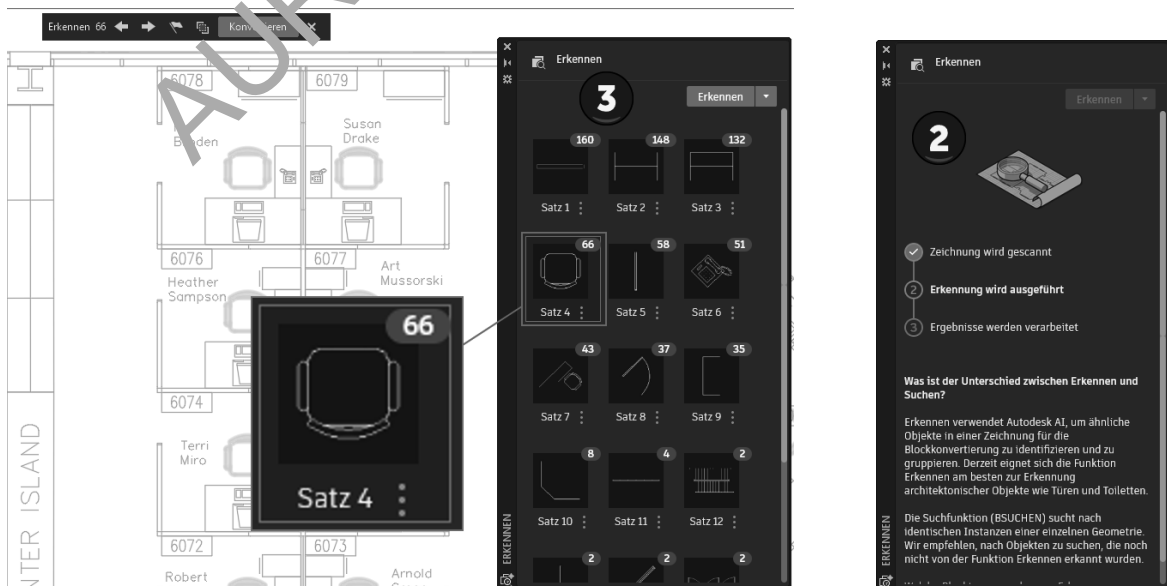 Erkennen 66
AUR
6078
6079
Susan
Drake
6076
6077
Heather
Sampson
Art
Mussorski
6074
Terri
Miro
6072
6073
Robert
Arnold
ISLAND
66
Satz 4
Erkennen
3
Erkennen
160 148 132
Satz 1 Satz 2 Satz 3
66 58 51
Satz 4 Satz 5 Satz 6
43 37 35
Satz 7 Satz 8 Satz 9
8 4 2
Satz 10 Satz 11 Satz 12
2 2 2
ERKENNEN
Erkennen
Erkennen
2
Zeichnung wird gescannt
2 Erkennung wird ausgeführt
3 Ergebnisse werden verarbeitet
Was ist der Unterschied zwischen Erkennen und
Suchen?
Erkennen verwendet Autodesk AI, um ähnliche
Objekte in einer Zeichnung für die
Blockkonvertierung zu identifizieren und zu
gruppieren. Derzeit eignet sich die Funktion
Erkennen am besten zur Erkennung
architektonischer Objekte wie Türen und Toiletten.
Die Suchfunktion (BSUCHEN) sucht nach
identischen Instanzen einer einzelnen Geometrie.
Wir empfehlen, nach Objekten zu suchen, die noch
nicht von der Funktion Erkennen erkannt wurden.
ERKENNEN